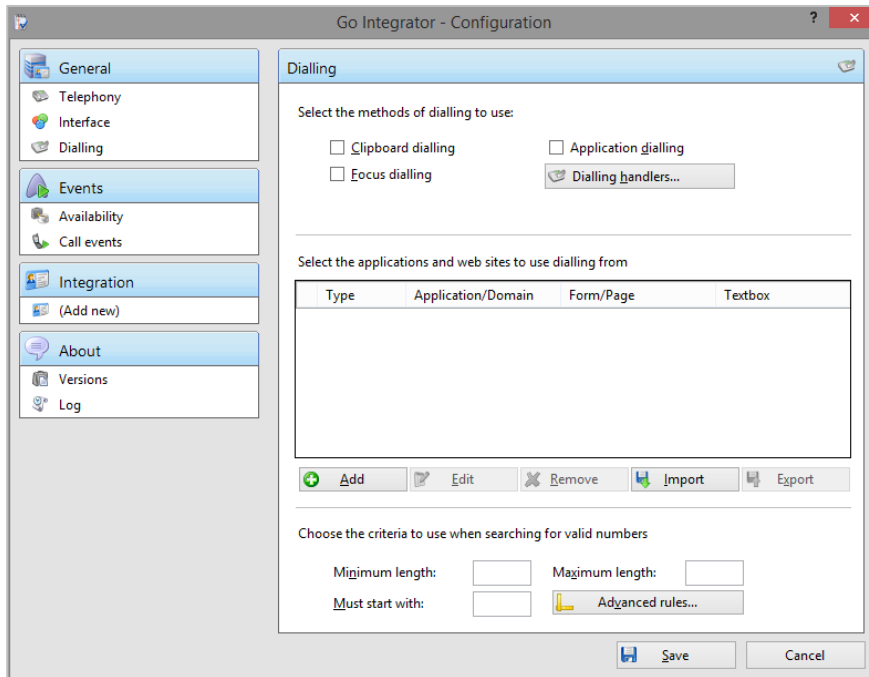 Go Integrator - Configuration
?
General
Telephony
Interface
Dialling
Events
Availability
Call events
Integration
(Add new)
About
Versions
Log
Dialling
Select the methods of dialling to use:
Clipboard dialling
Application dialling
Focus dialling
Dialling handlers...
Select the applications and web sites to use dialling from
Type Application/Domain Form/Page Textbox
Add Edit Remove Import Export
Choose the criteria to use when searching for valid numbers
Minimum length: Maximum length:
Must start with: Advanced rules...
Save Cancel